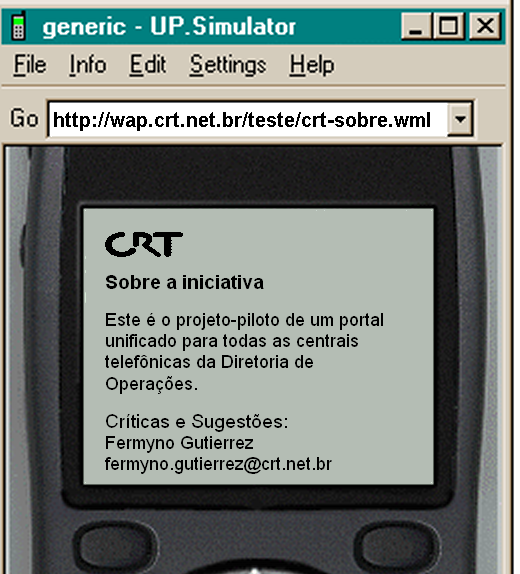 generic - UP.Simulator
File Info Edit Settings Help
Go http://wap.crt.net.br/teste/crt-sobre.wml
CRT
Sobre a iniciativa
Este é o projeto-piloto de um portal
unificado para todas as centrais
telefônicas da Diretoria de
Operações.
Críticas e Sugestões:
Fermyno Gutierrez
fermyno.gutierrez@crt.net.br